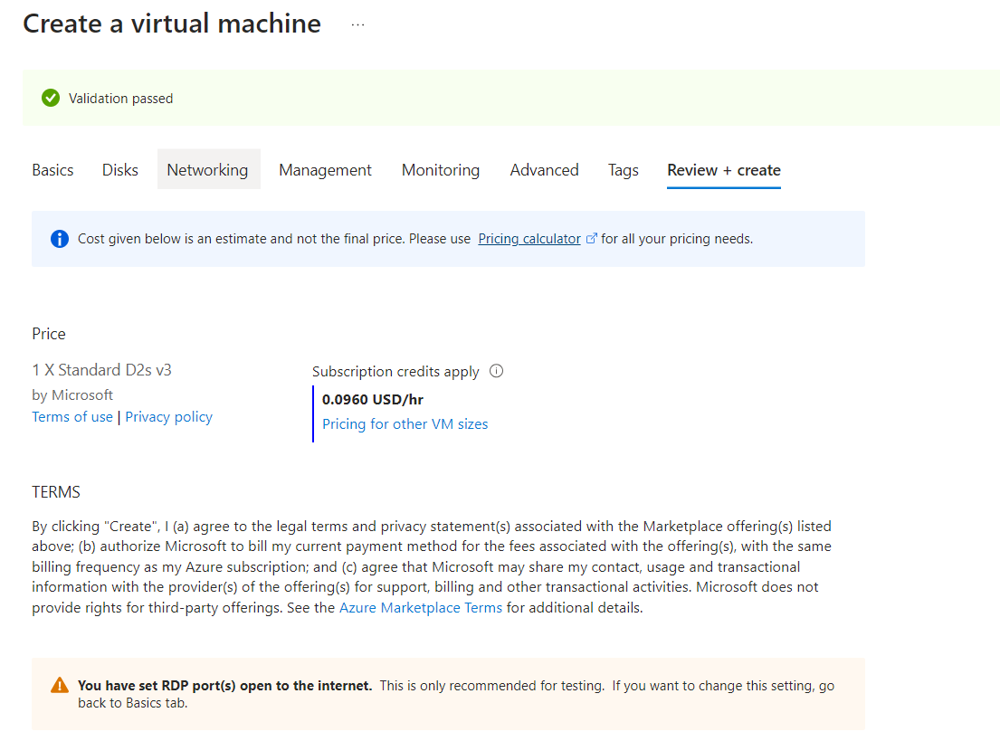 Create a virtual machine ...
Validation passed
Basics Disks Networking Management Monitoring Advanced Tags Review + create
Cost given below is an estimate and not the final price. Please use Pricing calculator for all your pricing needs.
Price
1 X Standard D2s v3
by Microsoft
Terms of use | Privacy policy
Subscription credits apply
0.0960 USD/hr
Pricing for other VM sizes
TERMS
By clicking "Create", I (a) agree to the legal terms and privacy statement(s) associated with the Marketplace offering(s) listed
above; (b) authorize Microsoft to bill my current payment method for the fees associated with the offering(s), with the same
billing frequency as my Azure subscription; and (c) agree that Microsoft may share my contact, usage and transactional
information with the provider(s) of the offering(s) for support, billing and other transactional activities. Microsoft does not
provide rights for third-party offerings. See the Azure Marketplace Terms for additional details.
You have set RDP port(s) open to the internet. This is only recommended for testing. If you want to change this setting, go
back to Basics tab.